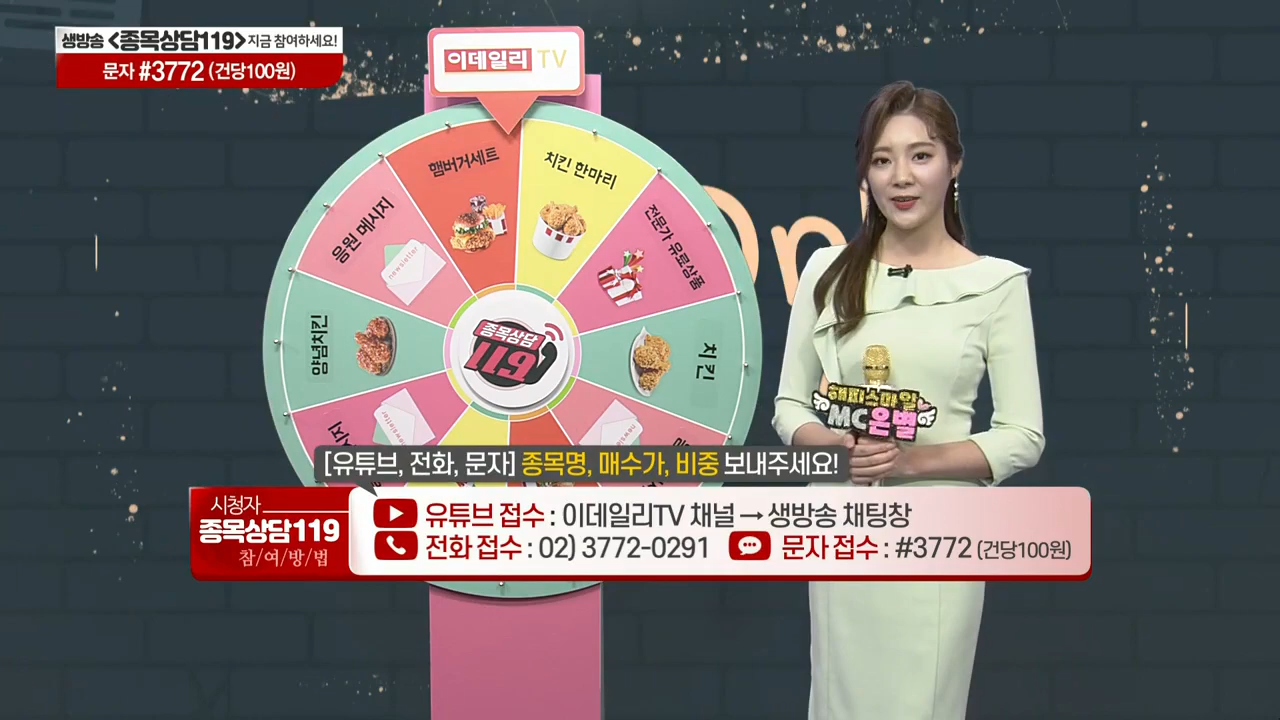 생방송 <종목상담119> 지금 참여하세요!
문자 #3772 (건당100원)
이데일리 TV
햄버거세트
치킨 한마리
응원 메시지
전문가 유료상품
newsletter
양념치킨
치킨
종목상담
119
newsletter
해피스마일
MC은별
[유튜브, 전화, 문자] 종목명, 매수가, 비중 보내주세요!
시청자
종목상담119
참/여/방/법
유튜브 접수 : 이데일리TV 채널 → 생방송 채팅창
전화 접수 : 02) 3772-0291 문자 접수 : #3772 (건당100원)